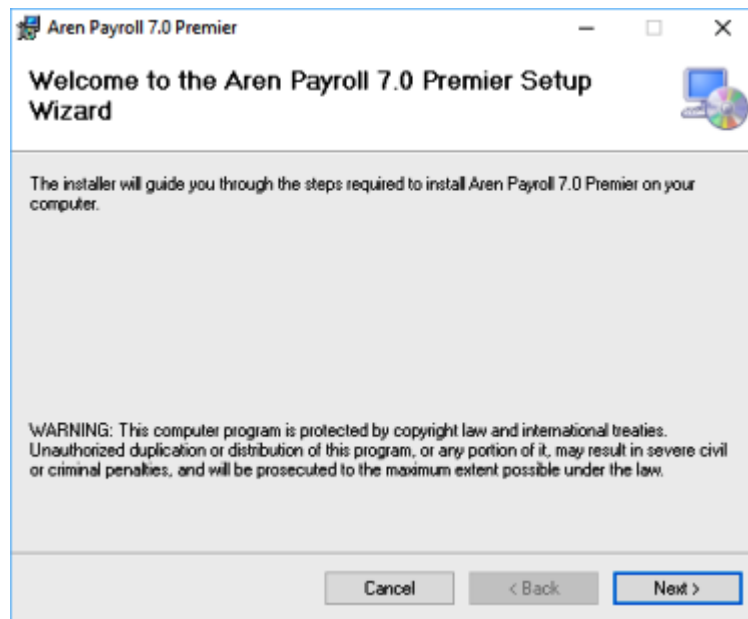 Aren Payroll 7.0 Premier
Welcome to the Aren Payroll 7.0 Premier Setup
Wizard
The installer will guide you through the steps required to install Aren Payroll 7.0 Premier on your
computer.
WARNING: This computer program is protected by copyright law and international treaties.
Unauthorized duplication or distribution of this program, or any portion of it, may result in severe civil
or criminal penalties, and will be prosecuted to the maximum extent possible under the law.
Cancel
< Back
Next >